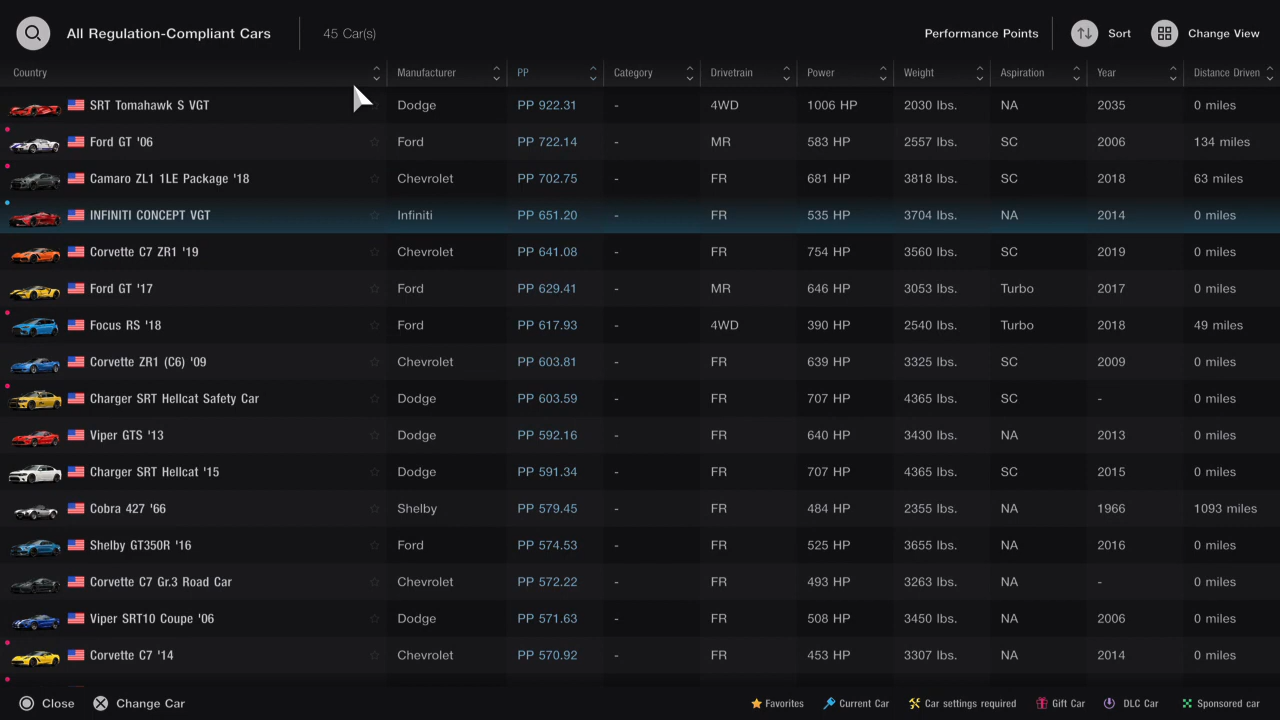 All Regulation-Compliant Cars 45 Car(s) Performance Points Sort Change View
Country Manufacturer PP Category Drivetrain Power Weight Aspiration Year Distance Driven
SRT Tomahawk S VGT Dodge PP 922.31 - 4WD 1006 HP 2030 lbs. NA 2035 0 miles
Ford GT '06 Ford PP 722.14 - MR 583 HP 2557 lbs. SC 2006 134 miles
Camaro ZL1 1LE Package '18 Chevrolet PP 702.75 - FR 681 HP 3818 lbs. SC 2018 63 miles
INFINITI CONCEPT VGT Infiniti PP 651.20 - FR 535 HP 3704 lbs. NA 2014 0 miles
Corvette C7 ZR1 '19 Chevrolet PP 641.08 - FR 754 HP 3560 lbs. SC 2019 0 miles
Ford GT '17 Ford PP 629.41 - MR 646 HP 3053 lbs. Turbo 2017 0 miles
Focus RS '18 Ford PP 617.93 - 4WD 390 HP 2540 lbs. Turbo 2018 49 miles
Corvette ZR1 (C6) '09 Chevrolet PP 603.81 - FR 639 HP 3325 lbs. SC 2009 0 miles
Charger SRT Hellcat Safety Car Dodge PP 603.59 - FR 707 HP 4365 lbs. SC - 0 miles
Viper GTS '13 Dodge PP 592.16 - FR 640 HP 3430 lbs. NA 2013 0 miles
Charger SRT Hellcat '15 Dodge PP 591.34 - FR 707 HP 4365 lbs. SC 2015 0 miles
Cobra 427 '66 Shelby PP 579.45 - FR 484 HP 2355 lbs. NA 1966 1093 miles
Shelby GT350R '16 Ford PP 574.53 - FR 525 HP 3655 lbs. NA 2016 0 miles
Corvette C7 Gr.3 Road Car Chevrolet PP 572.22 - FR 493 HP 3263 lbs. NA - 0 miles
Viper SRT10 Coupe '06 Dodge PP 571.63 - FR 508 HP 3450 lbs. NA 2006 0 miles
Corvette C7 '14 Chevrolet PP 570.92 - FR 453 HP 3307 lbs. NA 2014 0 miles
Close Change Car Favorites Current Car Car settings required Gift Car DLC Car Sponsored car